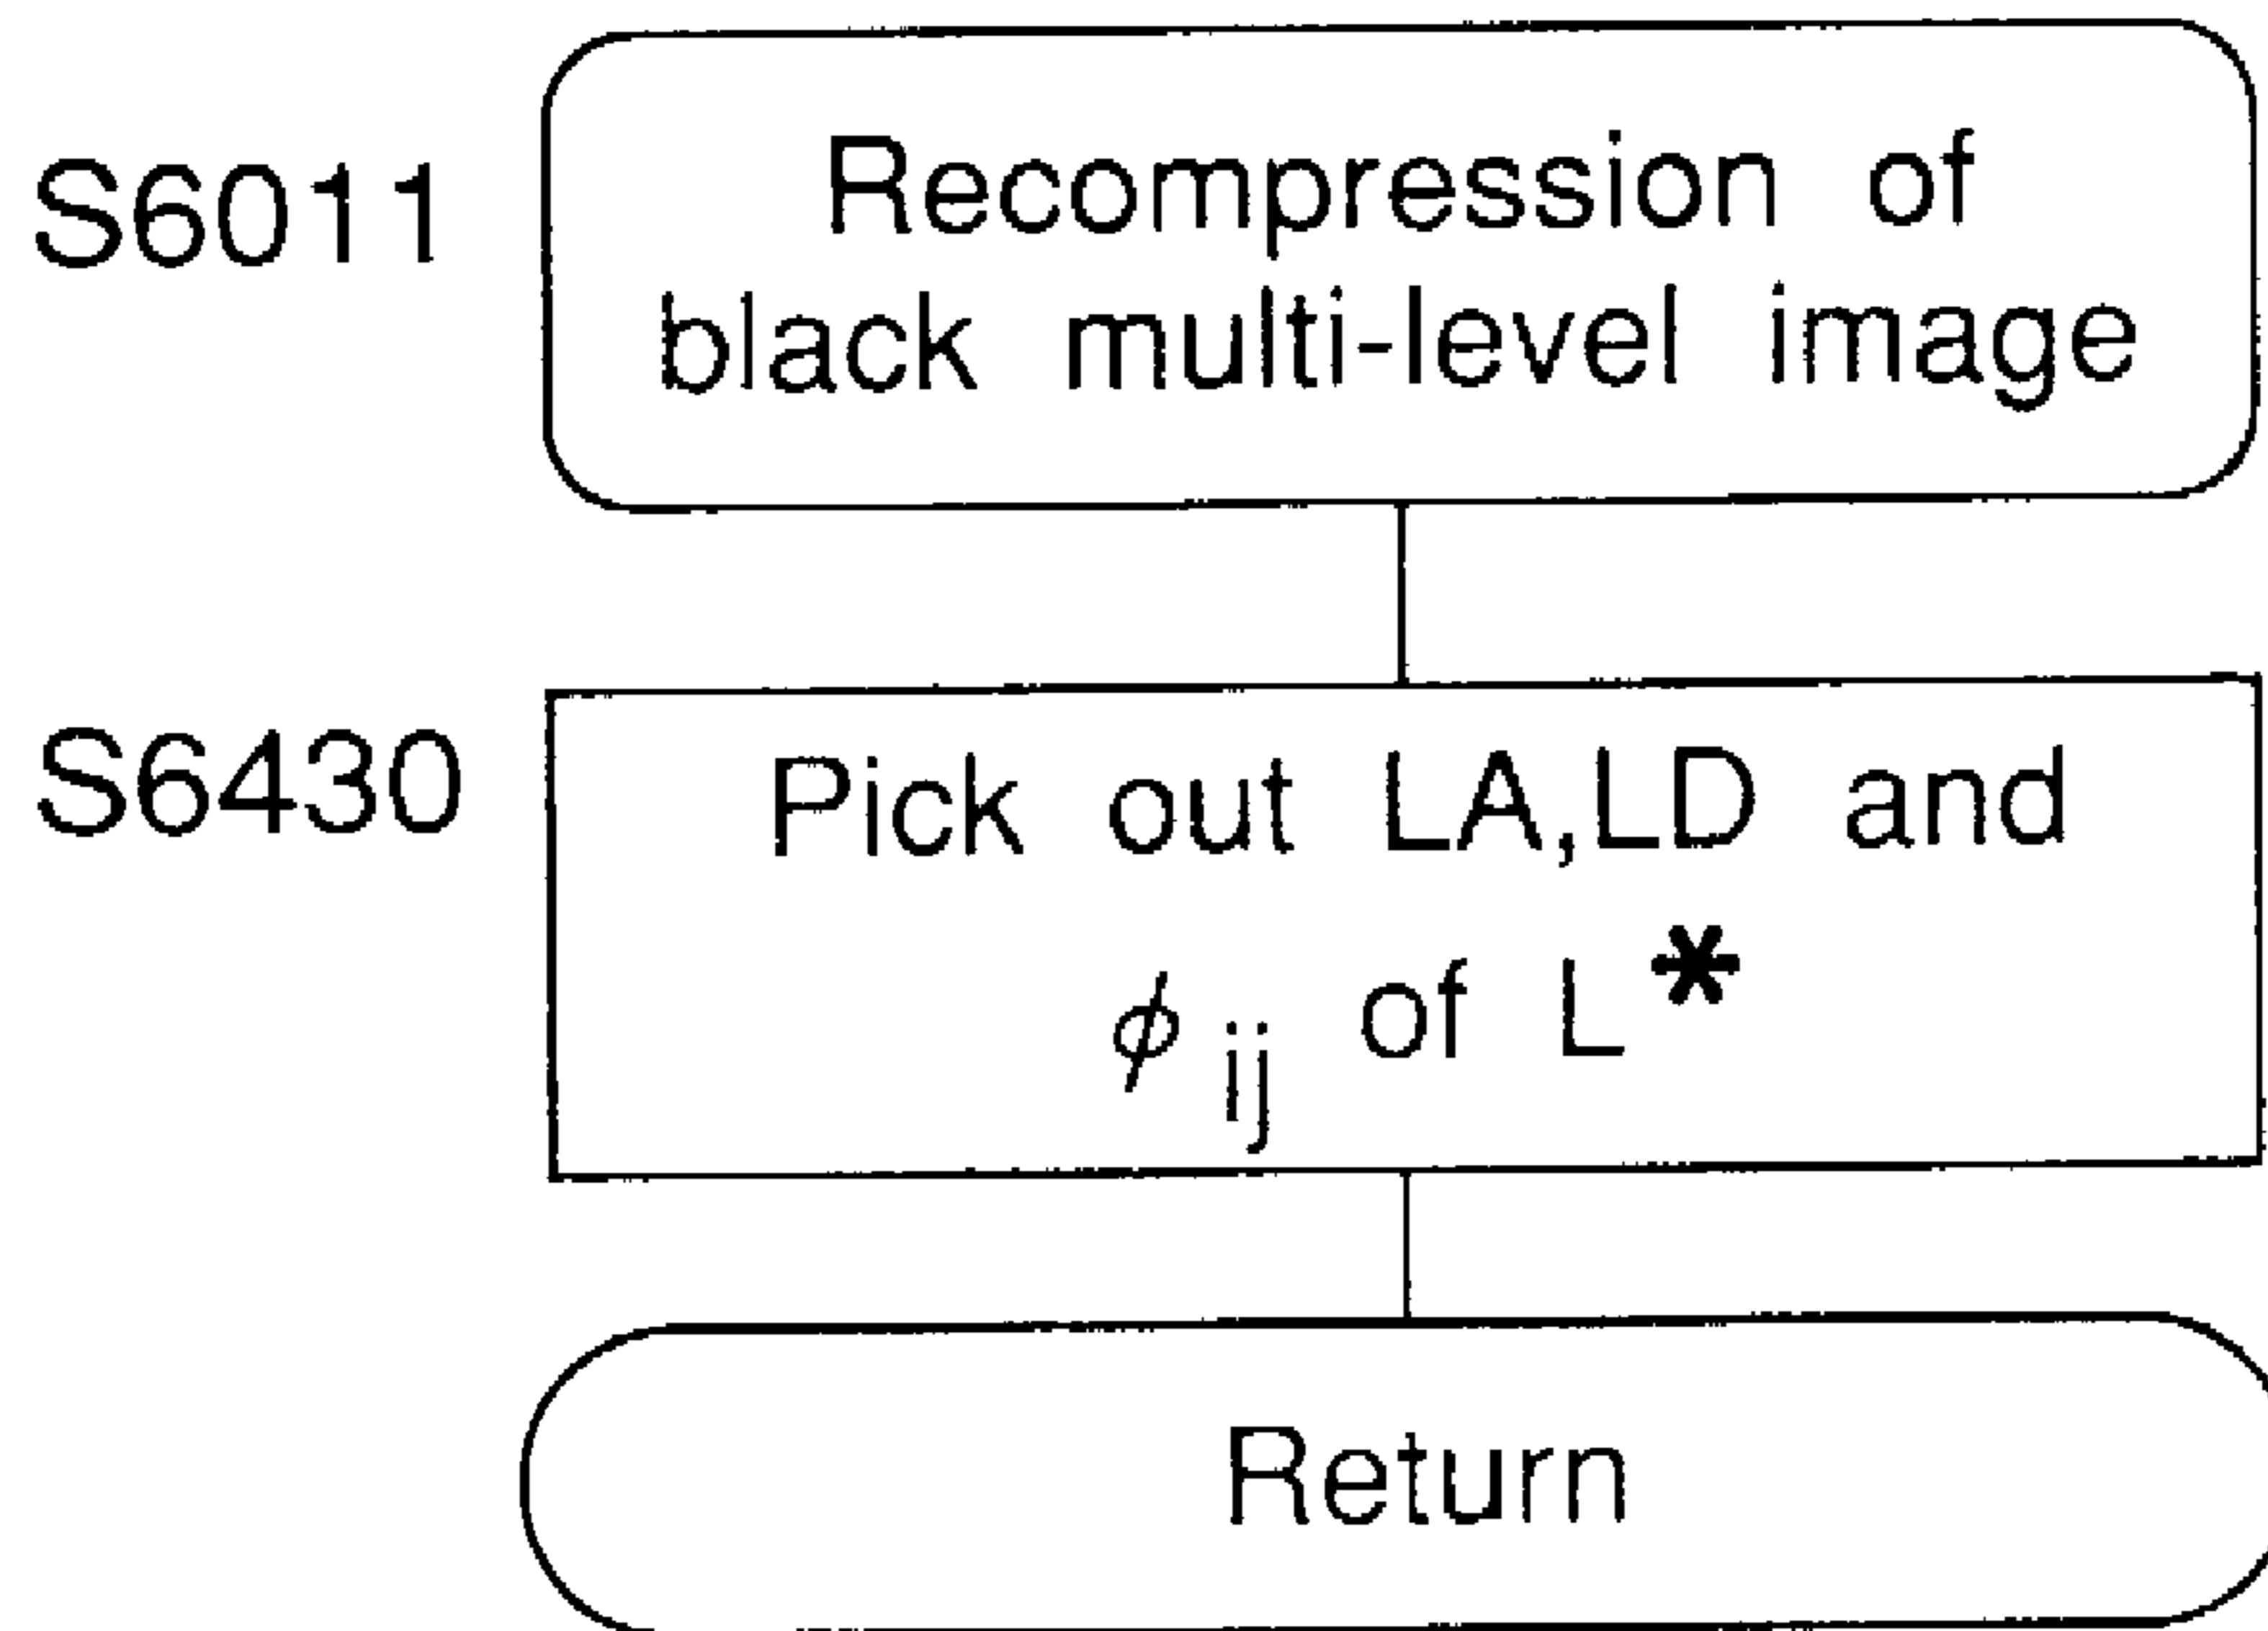 S6011
Recompression of
black multi-level image
S6430
Pick out LA,LD and
ϕ ij of L*
Return